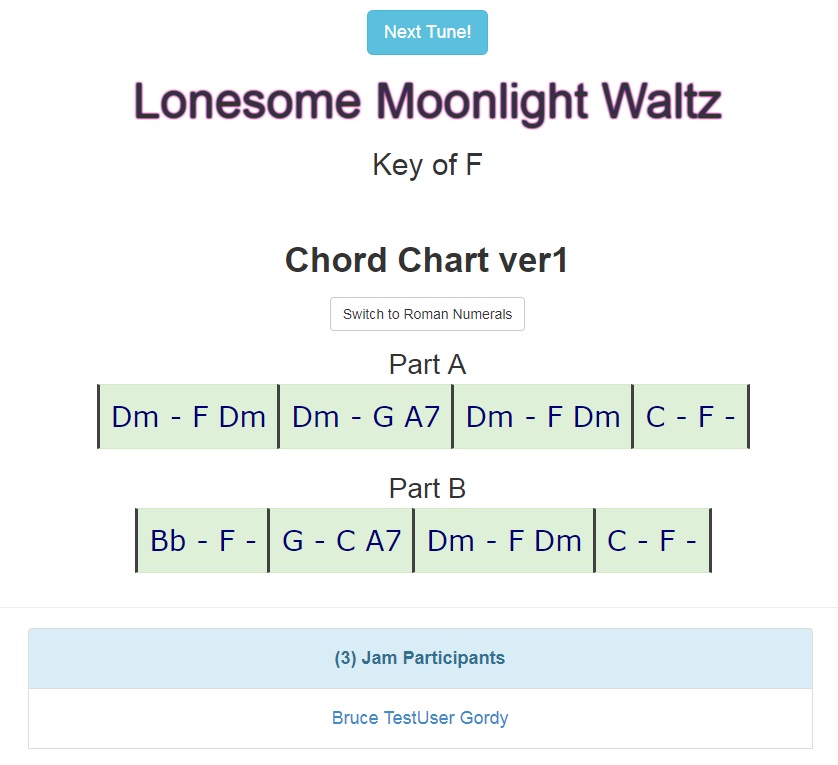 Next Tune!
Lonesome Moonlight Waltz
Key of F
Chord Chart ver1
Switch to Roman Numerals
Part A
Dm - F Dm Dm - G A7 Dm - F Dm C - F -
Part B
Bb - F - G - C A7 Dm - F Dm C - F -
(3) Jam Participants
Bruce TestUser Gordy